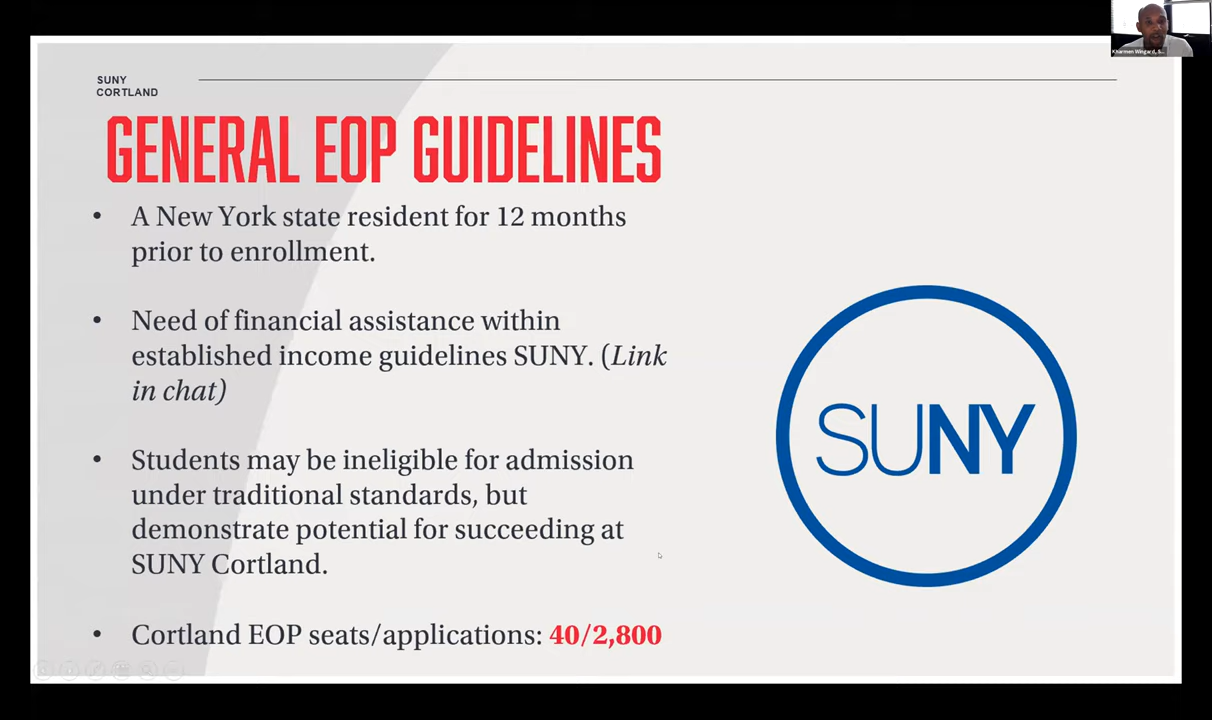 Kharmen Wingard, S...
SUNY
CORTLAND
GENERAL EOP GUIDELINES
• A New York state resident for 12 months
prior to enrollment.
• Need of financial assistance within
established income guidelines SUNY. (Link
in chat)
• Students may be ineligible for admission
under traditional standards, but
demonstrate potential for succeeding at
SUNY Cortland.
• Cortland EOP seats/applications: 40/2,800
SUNY